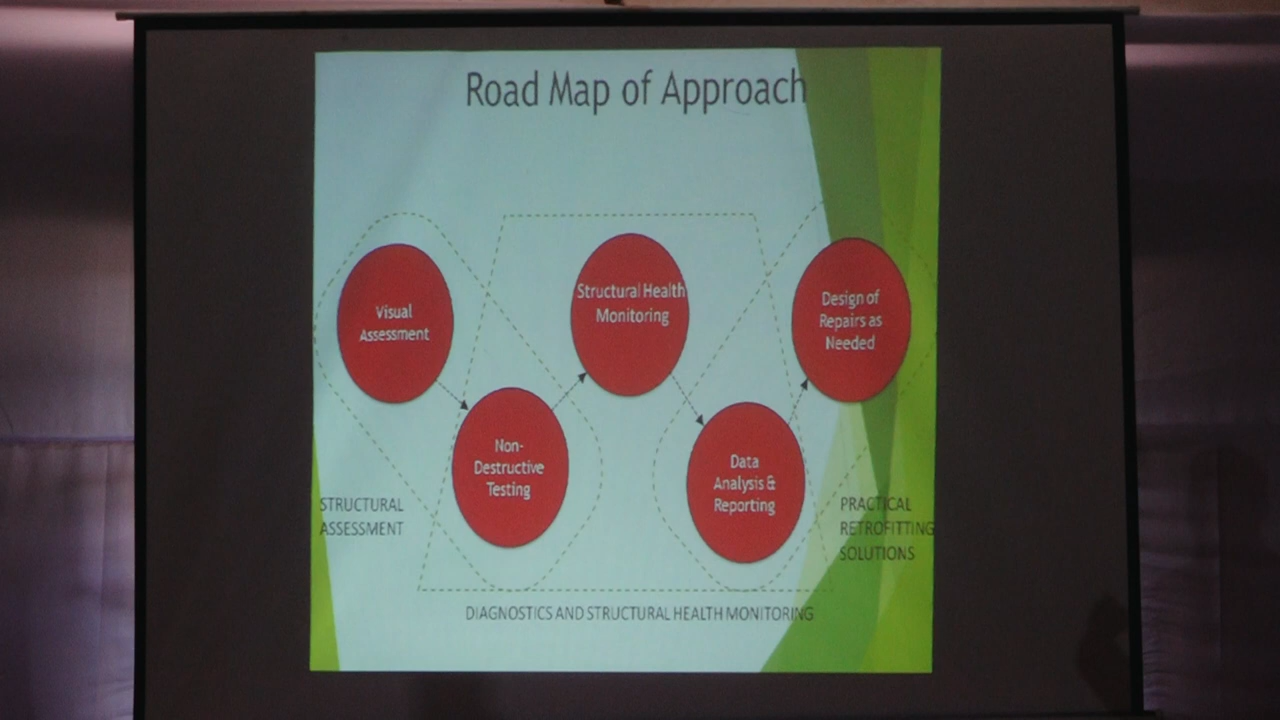 Road Map of Approach
Visual
Assessment
Non-
Destructive
Testing
Structural Health
Monitoring
Data
Analysis &
Reporting
Design of
Repairs as
Needed
STRUCTURAL
ASSESSMENT
DIAGNOSTICS AND STRUCTURAL HEALTH MONITORING
PRACTICAL
RETROFITTING
SOLUTIONS